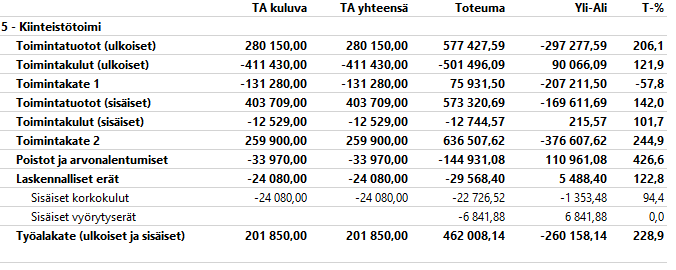 TA kuluva TA yhteensä Toteuma Yli-Ali T-%
5 - Kiinteistötoimi
Toimintatuotot (ulkoiset) 280 150,00 280 150,00 577 427,59 -297 277,59 206,1
Toimintakulut (ulkoiset) -411 430,00 -411 430,00 -501 496,09 90 066,09 121,9
Toimintakate 1 -131 280,00 -131 280,00 75 931,50 -207 211,50 -57,8
Toimintatuotot (sisäiset) 403 709,00 403 709,00 573 320,69 -169 611,69 142,0
Toimintakulut (sisäiset) -12 529,00 -12 529,00 -12 744,57 215,57 101,7
Toimintakate 2 259 900,00 259 900,00 636 507,62 -376 607,62 244,9
Poistot ja arvonalentumiset -33 970,00 -33 970,00 -144 931,08 110 961,08 426,6
Laskennalliset erät -24 080,00 -24 080,00 -29 568,40 5 488,40 122,8
Sisäiset korkokulut -24 080,00 -24 080,00 -22 726,52 -1 353,48 94,4
Sisäiset vyörytyserät -6 841,88 6 841,88 0,0
Työalakate (ulkoiset ja sisäiset) 201 850,00 201 850,00 462 008,14 -260 158,14 228,9